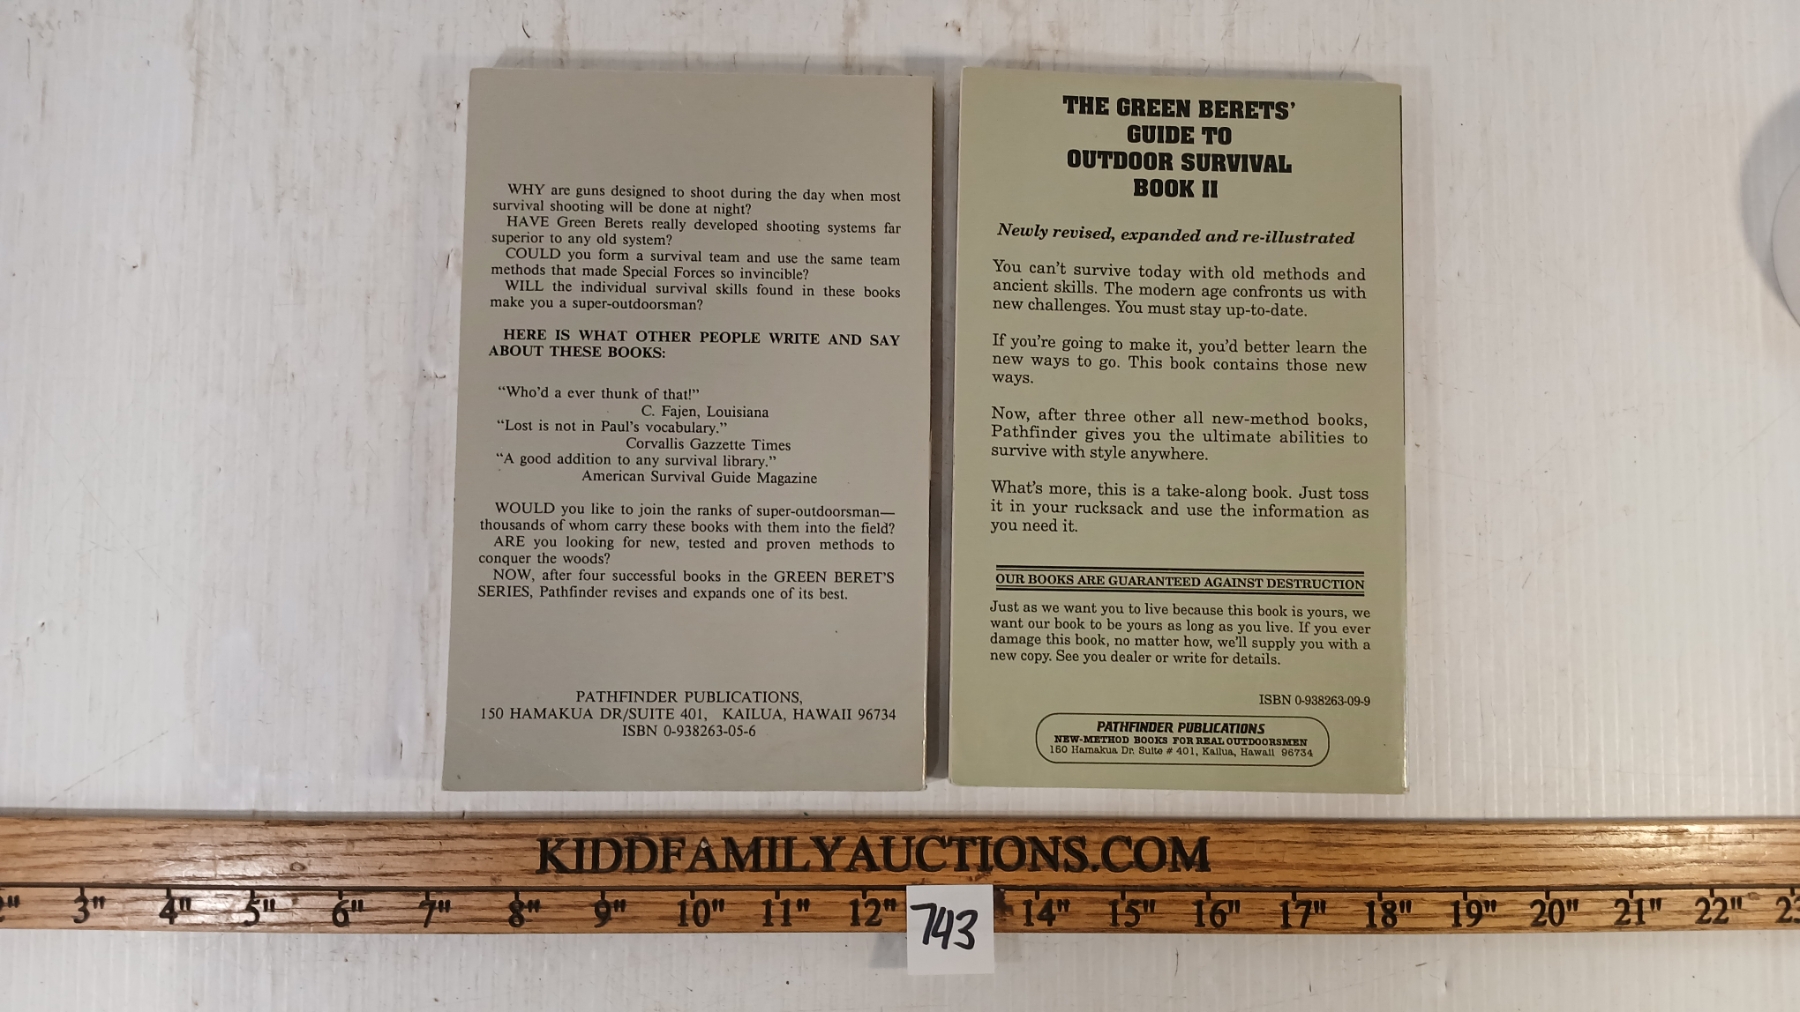 WHY are guns designed to shoot during the day when most
survival shooting will be done at night?
HAVE Green Berets really developed shooting systems far
superior to any old system?
COULD you form a survival team and use the same team
methods that made Special Forces so invincible?
WILL the individual survival skills found in these books
make you a super-outdoorsman?
HERE IS WHAT OTHER PEOPLE WRITE AND SAY
ABOUT THESE BOOKS:
"Who'd a ever thunk of that!"
C. Fajen, Louisiana
"Lost is not in Paul's vocabulary."
Corvallis Gazzette Times
"A good addition to any survival library."
American Survival Guide Magazine
WOULD you like to join the ranks of super-outdoorsman—
thousands of whom carry these books with them into the field?
ARE you looking for new, tested and proven methods to
conquer the woods?
NOW, after four successful books in the GREEN BERET'S
SERIES, Pathfinder revises and expands one of its best.
PATHFINDER PUBLICATIONS,
150 HAMAKUA DR/SUITE 401, KAILUA, HAWAII 96734
ISBN 0-938263-05-6
THE GREEN BERETS'
GUIDE TO
OUTDOOR SURVIVAL
BOOK II
Newly revised, expanded and re-illustrated
You can't survive today with old methods and
ancient skills. The modern age confronts us with
new challenges. You must stay up-to-date.
If you're going to make it, you'd better learn the
new ways to go. This book contains those new
ways.
Now, after three other all new-method books,
Pathfinder gives you the ultimate abilities to
survive with style anywhere.
What's more, this is a take-along book. Just toss
it in your rucksack and use the information as
you need it.
OUR BOOKS ARE GUARANTEED AGAINST DESTRUCTION
Just as we want you to live because this book is yours, we
want our book to be yours as long as you live. If you ever
damage this book, no matter how, we'll supply you with a
new copy. See you dealer or write for details.
ISBN 0-938263-09-9
PATHFINDER PUBLICATIONS
NEW-METHOD BOOKS FOR REAL OUTDOORSMEN
150 Hamakua Dr. Suite # 401, Kailua, Hawaii 96734
KIDDFAMILYAUCTIONS.COM
3" 4" 5" 6" 7" 8" 9" 10" 11" 12" 14" 15" 16" 17" 18" 19" 20" 21" 22"
743